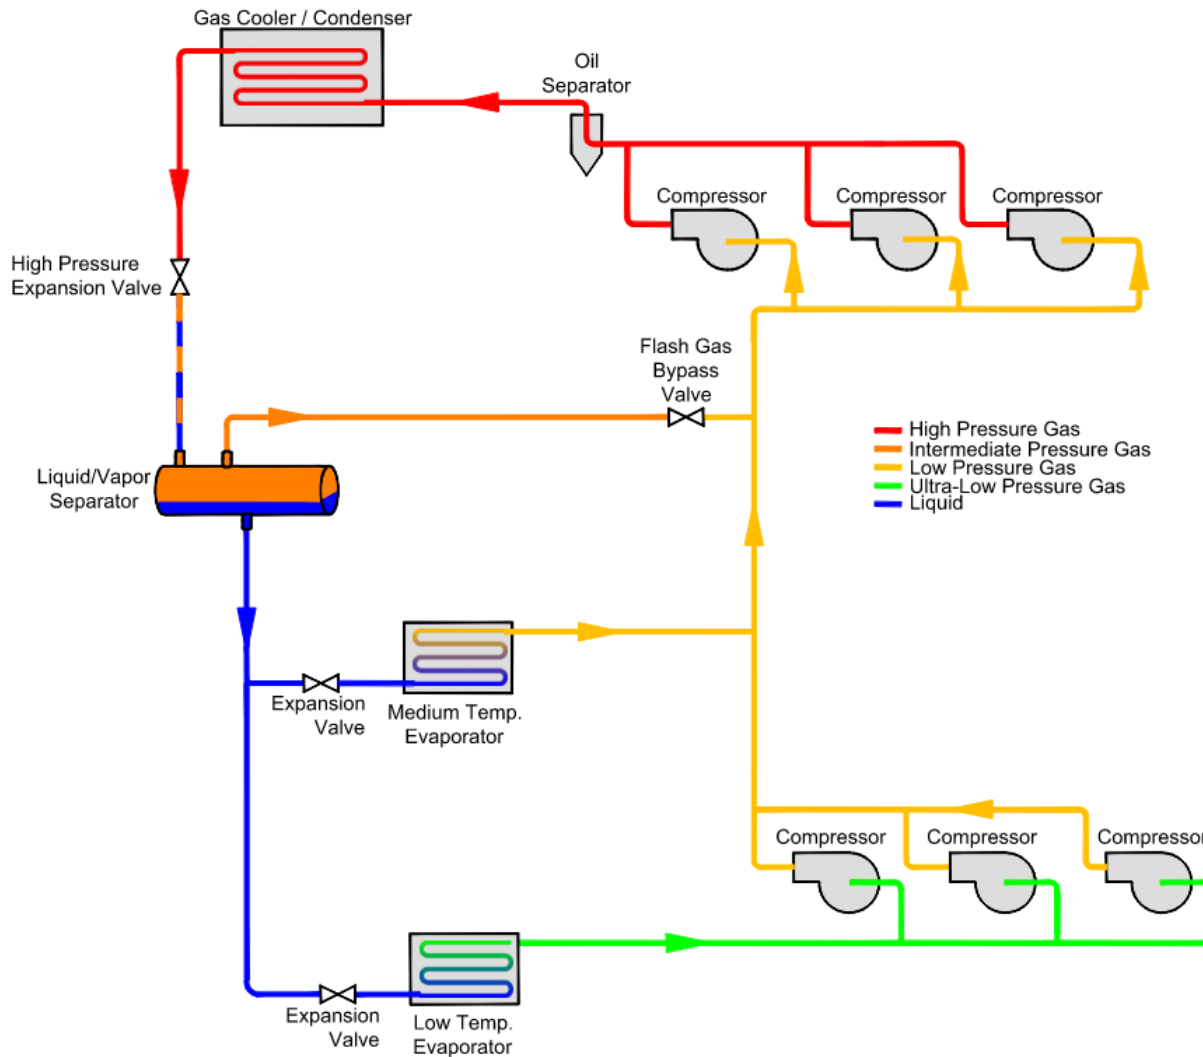 Gas Cooler / Condenser
Oil
Separator
Compressor
Compressor
Compressor
High Pressure
Expansion Valve
Flash Gas
Bypass
Valve
High Pressure Gas
Intermediate Pressure Gas
Low Pressure Gas
Ultra-Low Pressure Gas
Liquid
Liquid/Vapor
Separator
Expansion
Valve
Medium Temp.
Evaporator
Compressor
Compressor
Compressor
Expansion
Valve
Low Temp.
Evaporator